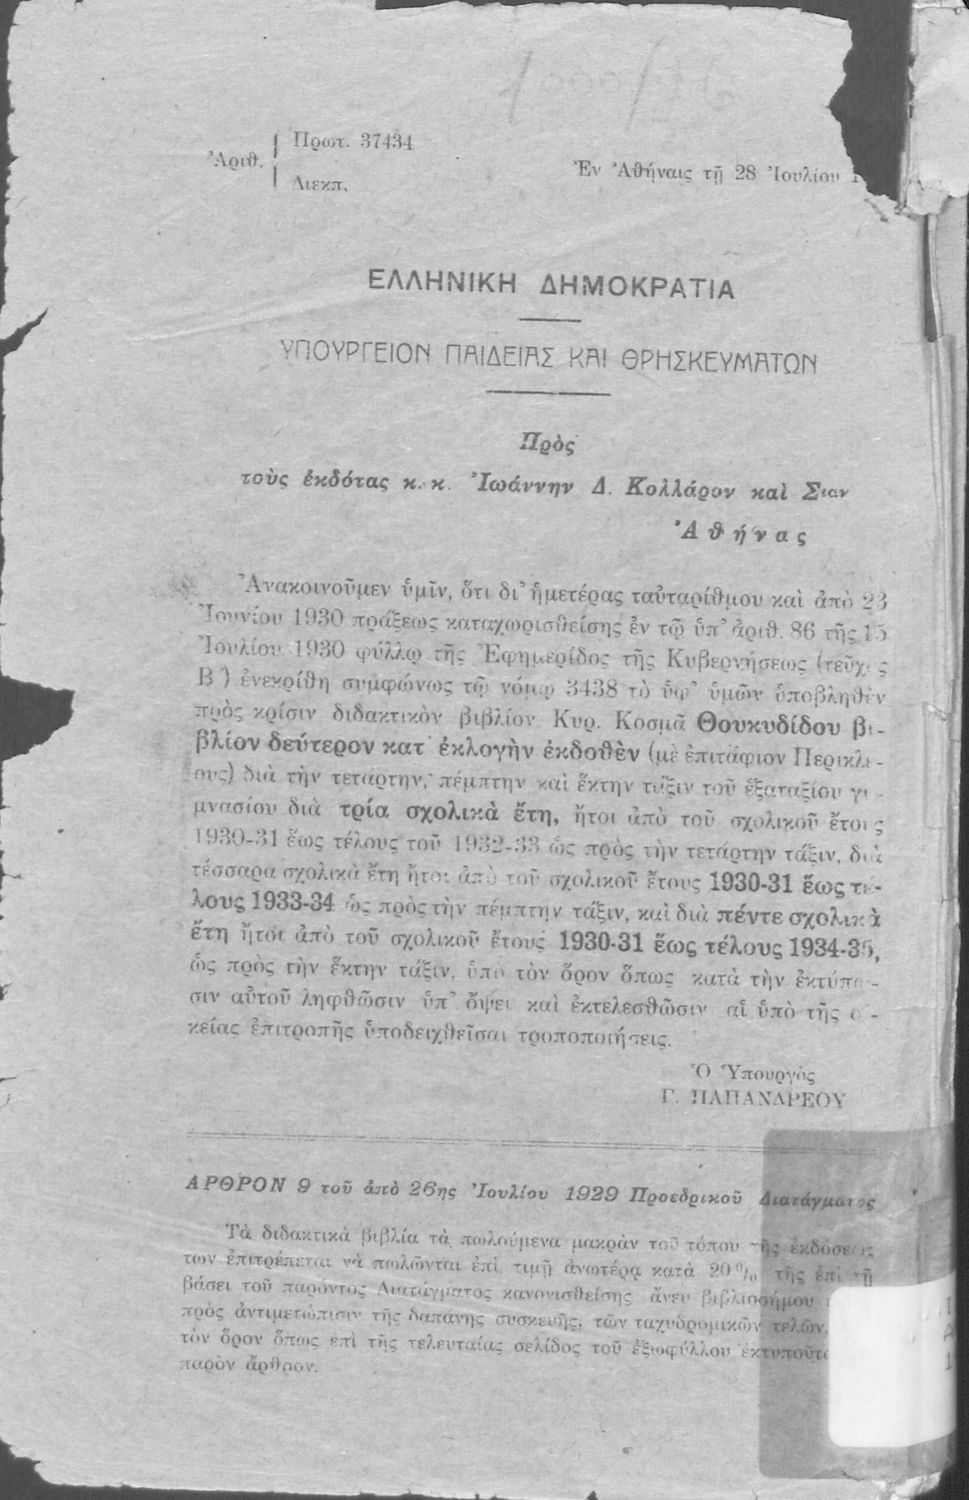 Ἀριθ. Πρωτ. 37434
Διεκπ.
Ἐν Ἀθήναις τῇ 28 Ἰουλίου
ΕΛΛΗΝΙΚΗ ΔΗΜΟΚΡΑΤΙΑ
ΥΠΟΥΡΓΕΙΟΝ ΠΑΙΔΕΙΑΣ ΚΑΙ ΘΡΗΣΚΕΥΜΑΤΩΝ
Πρὸς
τοὺς ἐκδότας κ. κ. Ἰωάννην Δ. Κολλάρον καὶ Σιαν
Ἀθήνας
Ἀνακοινοῦμεν ὑμῖν, ὅτι δι' ἡμετέρας ταὐταρίθμου καὶ ἀπὸ 23
Ἰουνίου 1930 πράξεως καταχωρισθείσης ἐν τῷ ὑπ' ἀριθ. 86 τῆς 15
Ἰουλίου 1930 φύλλῳ τῆς Ἐφημερίδος τῆς Κυβερνήσεως (τεῦχος
Β') ἐνεκρίθη συμφώνως τῷ νόμῳ 3438 τὸ ὑφ' ὑμῶν ὑποβληθὲν
πρὸς κρίσιν διδακτικὸν βιβλίον Κυρ. Κοσμᾶ Θουκυδίδου βι-
βλίον δεύτερον κατ' ἐκλογὴν ἐκδοθὲν (μὲ ἐπιτάφιον Περικλέ-
ους) διὰ τὴν τετάρτην, πέμπτην καὶ ἕκτην τάξιν τοῦ ἑξαταξίου γυ-
μνασίου διὰ τρία σχολικὰ ἔτη, ἤτοι ἀπὸ τοῦ σχολικοῦ ἔτους
1930-31 ἕως τέλους τοῦ 1932-33 ὡς πρὸς τὴν τετάρτην τάξιν, διὰ
τέσσαρα σχολικὰ ἔτη ἤτοι ἀπὸ τοῦ σχολικοῦ ἔτους 1930-31 ἕως τέ-
λους 1933-34 ὡς πρὸς τὴν πέμπτην τάξιν, καὶ διὰ πέντε σχολικὰ
ἔτη ἤτοι ἀπὸ τοῦ σχολικοῦ ἔτους 1930-31 ἕως τέλους 1934-35,
ὡς πρὸς τὴν ἕκτην τάξιν, ὑπὸ τὸν ὅρον ὅπως κατὰ τὴν ἐκτύπω-
σιν αὐτοῦ ληφθῶσιν ὑπ' ὄψει καὶ ἐκτελεσθῶσιν αἱ ὑπὸ τῆς οἰ-
κείας ἐπιτροπῆς ὑποδειχθεῖσαι τροποποιήσεις.
Ὁ Ὑπουργὸς
Γ. ΠΑΠΑΝΔΡΕΟΥ
ΑΡΘΡΟΝ 9 τοῦ ἀπὸ 26ης Ἰουλίου 1929 Προεδρικοῦ Διατάγματος
Τὰ διδακτικὰ βιβλία τὰ πωλούμενα μακρὰν τοῦ τόπου τῆς ἐκδόσεώς
των ἐπιτρέπεται νὰ πωλῶνται ἐπὶ τιμῇ ἀνωτέρᾳ κατὰ 20% τῆς ἐπὶ τῇ
βάσει τοῦ παρόντος Διατάγματος κανονισθείσης ἄνευ βιβλιοσήμου
πρὸς ἀντιμετώπισιν τῆς δαπάνης συσκευῆς, τῶν ταχυδρομικῶν τελῶν.
τὸν ὅρον ὅπως ἐπὶ τῆς τελευταίας σελίδος τοῦ ἐξωφύλλου ἐκτυποῦτα
παρὸν ἄρθρον.